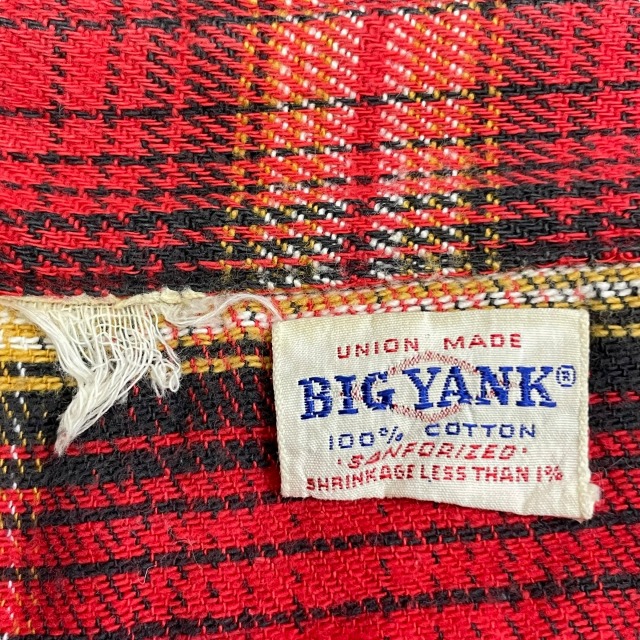 UNION MADE
BIG YANK®
100% COTTON
·SANFORIZED·
SHRINKAGE LESS THAN 1%